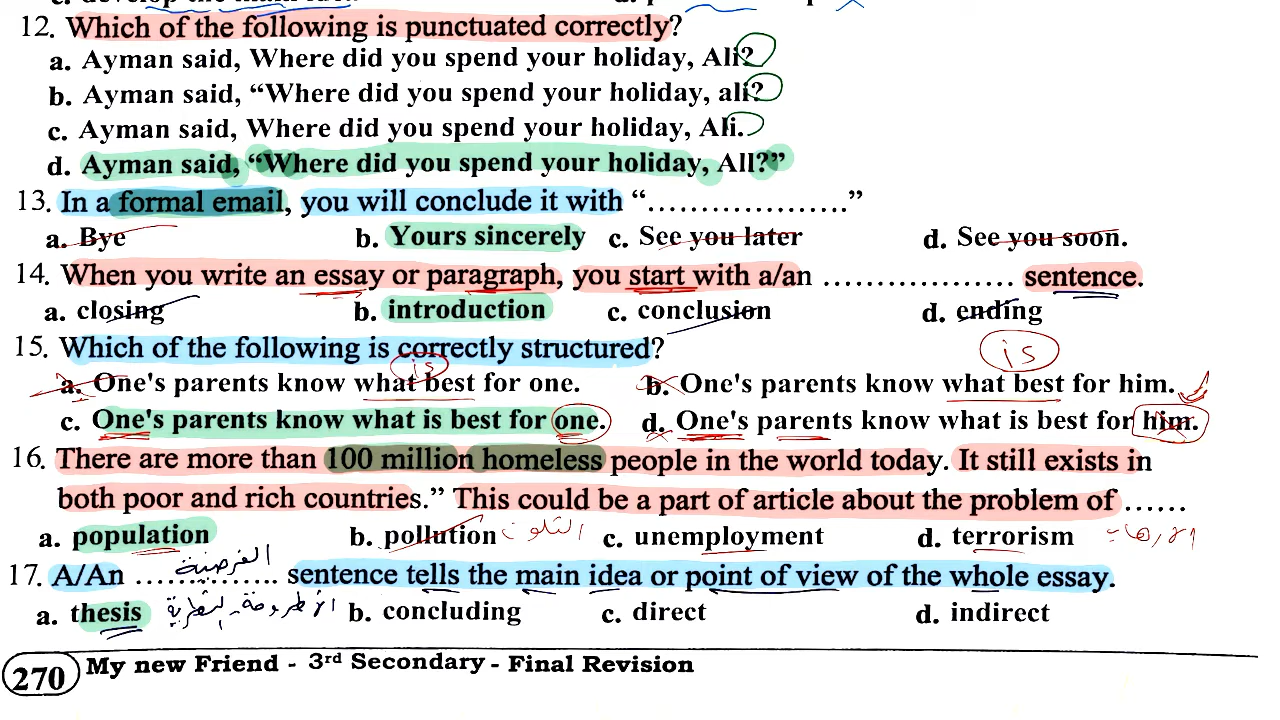 12. Which of the following is punctuated correctly?
a. Ayman said, Where did you spend your holiday, Ali?
b. Ayman said, “Where did you spend your holiday, ali?
c. Ayman said, Where did you spend your holiday, Ali.
d. Ayman said, “Where did you spend your holiday, All?”
13. In a formal email, you will conclude it with “....................”
a. Bye b. Yours sincerely c. See you later d. See you soon.
14. When you write an essay or paragraph, you start with a/an .................. sentence.
a. closing b. introduction c. conclusion d. ending
15. Which of the following is correctly structured?
is is
a. One's parents know what best for one. b. One's parents know what best for him.
c. One's parents know what is best for one. d. One's parents know what is best for him.
16. There are more than 100 million homeless people in the world today. It still exists in
both poor and rich countries.” This could be a part of article about the problem of ......
a. population b. pollution التلوث c. unemployment d. terrorism الارهاب
الفرضية
17. A/An .............. sentence tells the main idea or point of view of the whole essay.
a. thesis b. concluding c. direct d. indirect
270 My new Friend - 3rd Secondary - Final Revision